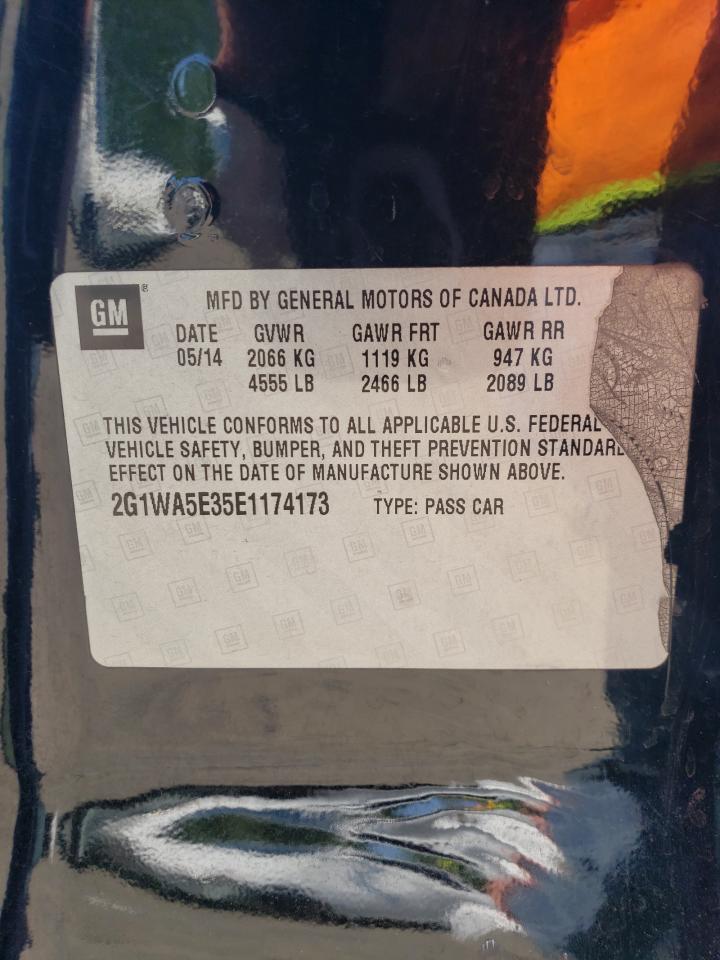 GM ®
MFD BY GENERAL MOTORS OF CANADA LTD.
DATE GVWR GAWR FRT GAWR RR
05/14 2066 KG 1119 KG 947 KG
4555 LB 2466 LB 2089 LB
THIS VEHICLE CONFORMS TO ALL APPLICABLE U.S. FEDERAL
VEHICLE SAFETY, BUMPER, AND THEFT PREVENTION STANDARD
EFFECT ON THE DATE OF MANUFACTURE SHOWN ABOVE.
2G1WA5E35E1174173 TYPE: PASS CAR